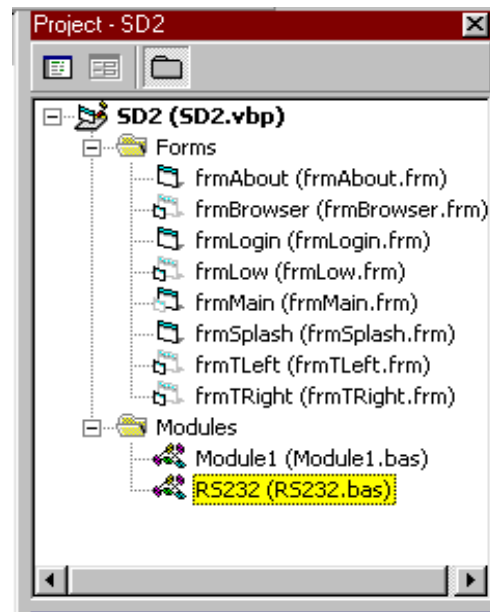 Project - SD2
SD2 (SD2.vbp)
Forms
frmAbout (frmAbout.frm)
frmBrowser (frmBrowser.frm)
frmLogin (frmLogin.frm)
frmLow (frmLow.frm)
frmMain (frmMain.frm)
frmSplash (frmSplash.frm)
frmTLeft (frmTLeft.frm)
frmTRight (frmTRight.frm)
Modules
Module1 (Module1.bas)
RS232 (RS232.bas)